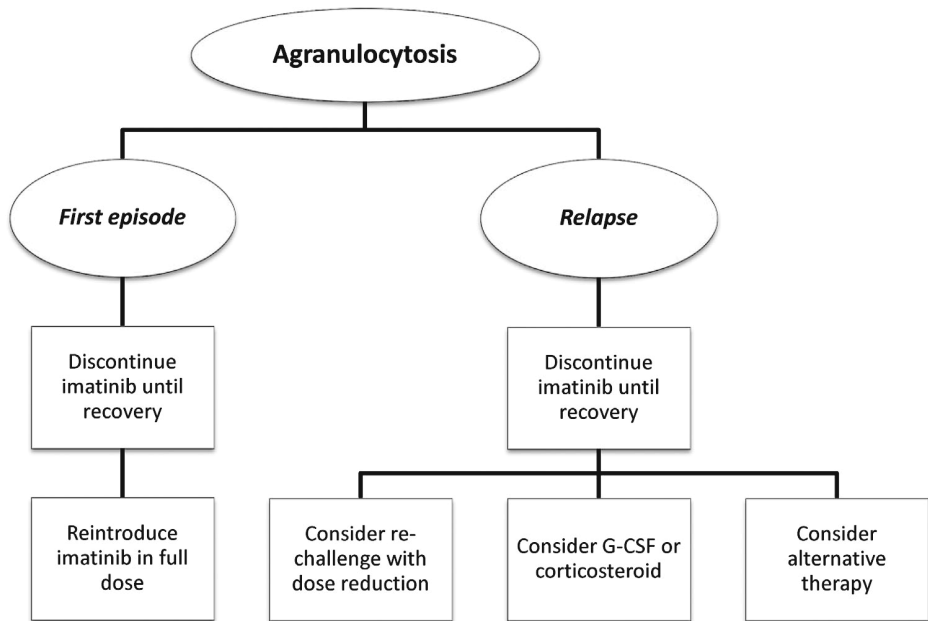 Agranulocytosis
First episode
Relapse
Discontinue
imatinib until
recovery
Discontinue
imatinib until
recovery
Reintroduce
imatinib in full
dose
Consider re-
challenge with
dose reduction
Consider G-CSF or
corticosteroid
Consider
alternative
therapy